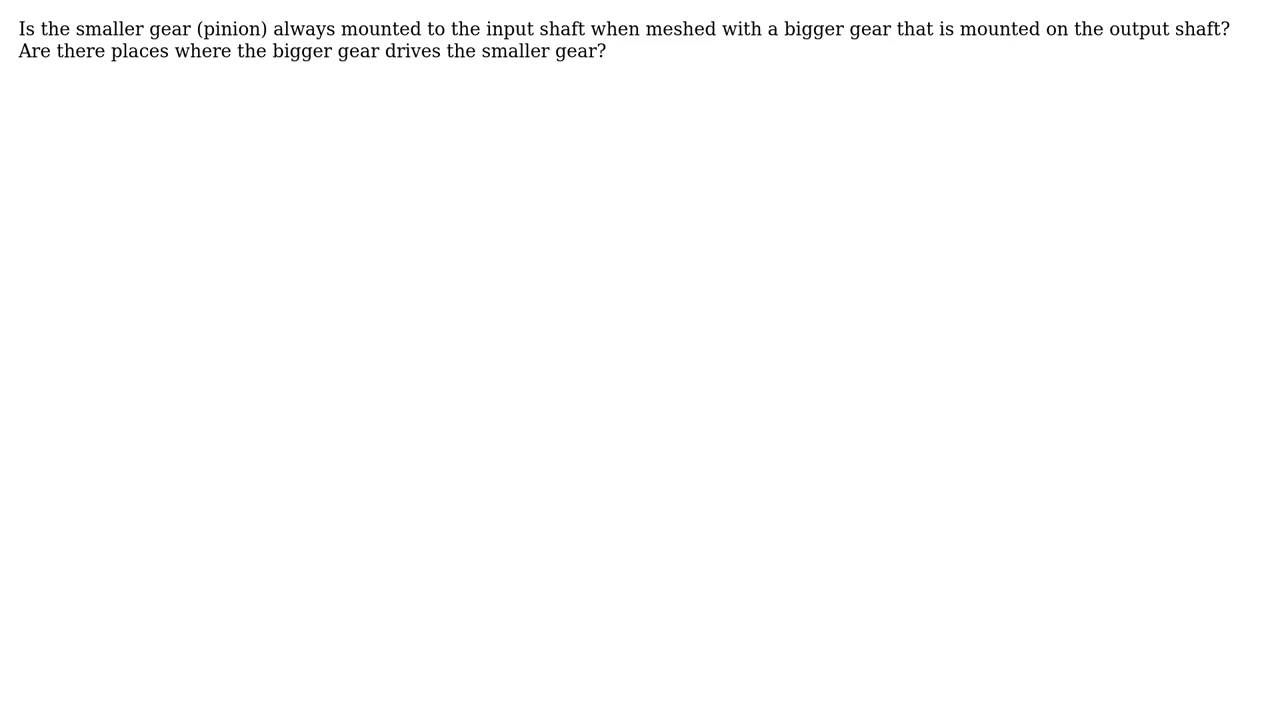 Is the smaller gear (pinion) always mounted to the input shaft when meshed with a bigger gear that is mounted on the output shaft?
Are there places where the bigger gear drives the smaller gear?